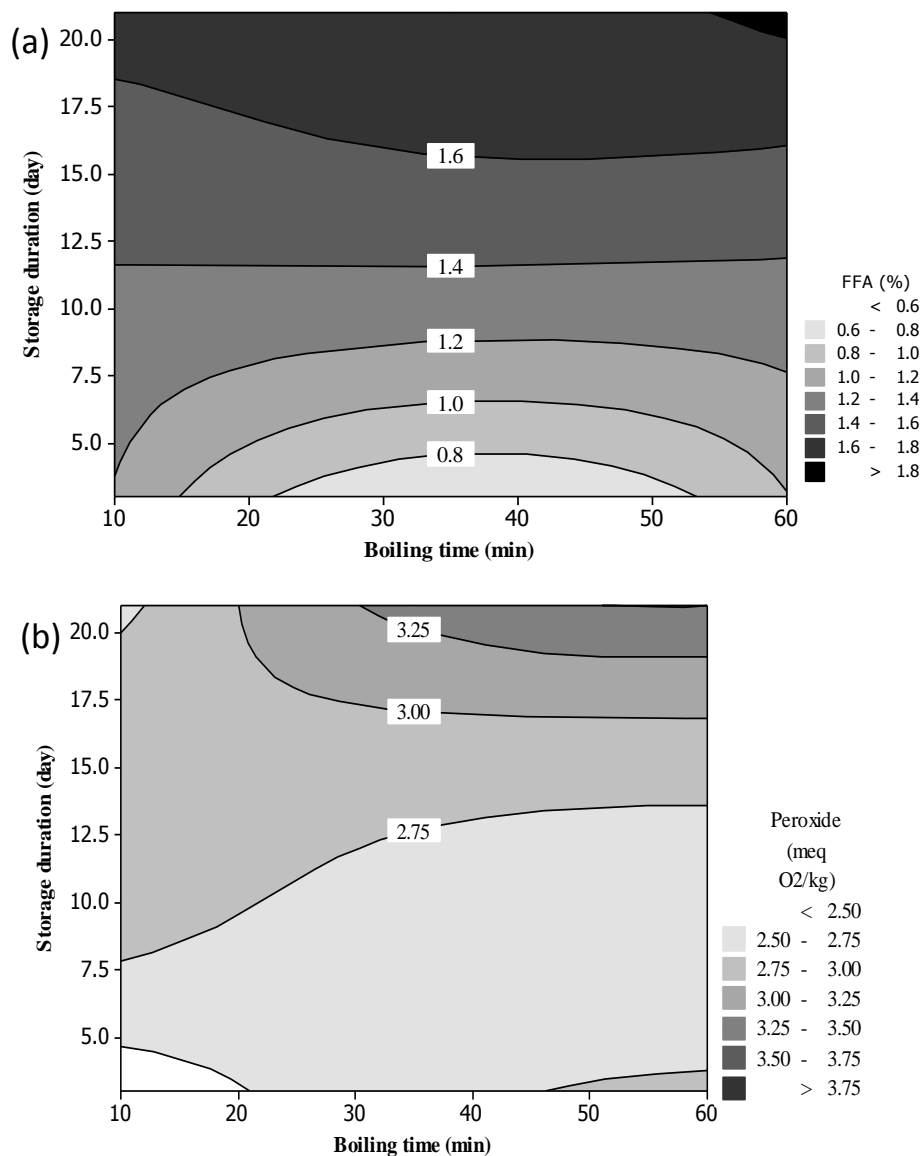 (a)
20.0
17.5
15.0
12.5
10.0
7.5
5.0
Storage duration (day)
1.6
1.4
1.2
1.0
0.8
10 20 30 40 50 60
Boiling time (min)
FFA (%)
< 0.6
0.6 - 0.8
0.8 - 1.0
1.0 - 1.2
1.2 - 1.4
1.4 - 1.6
1.6 - 1.8
> 1.8
(b)
20.0
17.5
15.0
12.5
10.0
7.5
5.0
Storage duration (day)
3.25
3.00
2.75
10 20 30 40 50 60
Boiling time (min)
Peroxide
(meq
O2/kg)
< 2.50
2.50 - 2.75
2.75 - 3.00
3.00 - 3.25
3.25 - 3.50
3.50 - 3.75
> 3.75